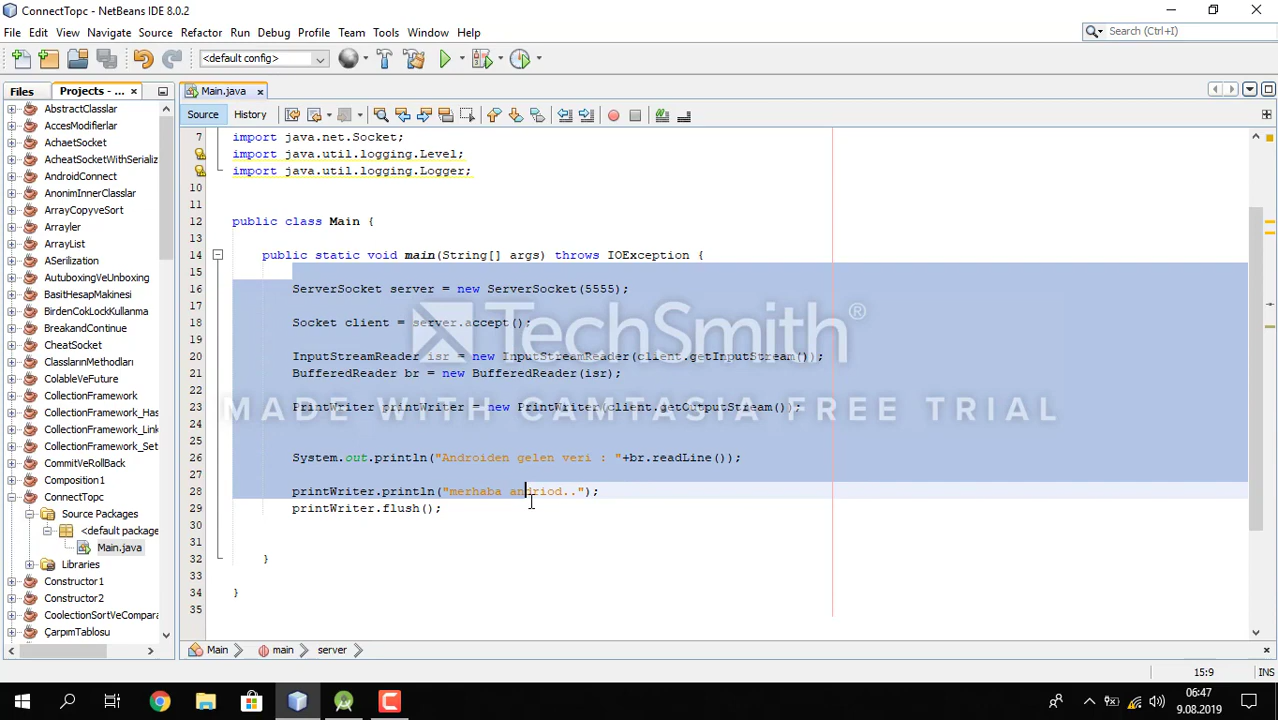 ConnectTopc - NetBeans IDE 8.0.2
File Edit View Navigate Source Refactor Run Debug Profile Team Tools Window Help
Search (Ctrl+I)
<default config>
Files Projects - ...
Main.java
Source History
AbstractClasslar
AccesModifierlar
AchaetSocket
AcheatSocketWithSerializ
AndroidConnect
AnonimInnerClasslar
ArrayCopyveSort
Arrayler
ArrayList
ASerilization
AutuboxingVeUnboxing
BasitHesapMakinesi
BirdenCokLockKullanma
BreakandContinue
CheatSocket
ClasslarınMethodları
ColableVeFuture
CollectionFramework
CollectionFramework_Has
CollectionFramework_Link
CollectionFramework_Set
CommitVeRollBack
Composition1
ConnectTopc
Source Packages
<default package
Main.java
Libraries
Constructor1
Constructor2
CoolectionSortVeCompara
ÇarpımTablosu
7 import java.net.Socket;
import java.util.logging.Level;
import java.util.logging.Logger;
10
11
12 public class Main {
13
14 public static void main(String[] args) throws IOException {
15
16 ServerSocket server = new ServerSocket(5555);
17
18 Socket client = server.accept();
19
20 InputStreamReader isr = new InputStreamReader(client.getInputStream());
21 BufferedReader br = new BufferedReader(isr);
22
23 PrintWriter printWriter = new PrintWriter(client.getOutputStream());
24
25
26 System.out.println("Androiden gelen veri : "+br.readLine());
27
28 printWriter.println("merhaba andriod..");
29 printWriter.flush();
30
31
32 }
33
34 }
35
TechSmith®
MADE WITH CAMTASIA FREE TRIAL
Main main server
15:9 INS
06:47
9.08.2019